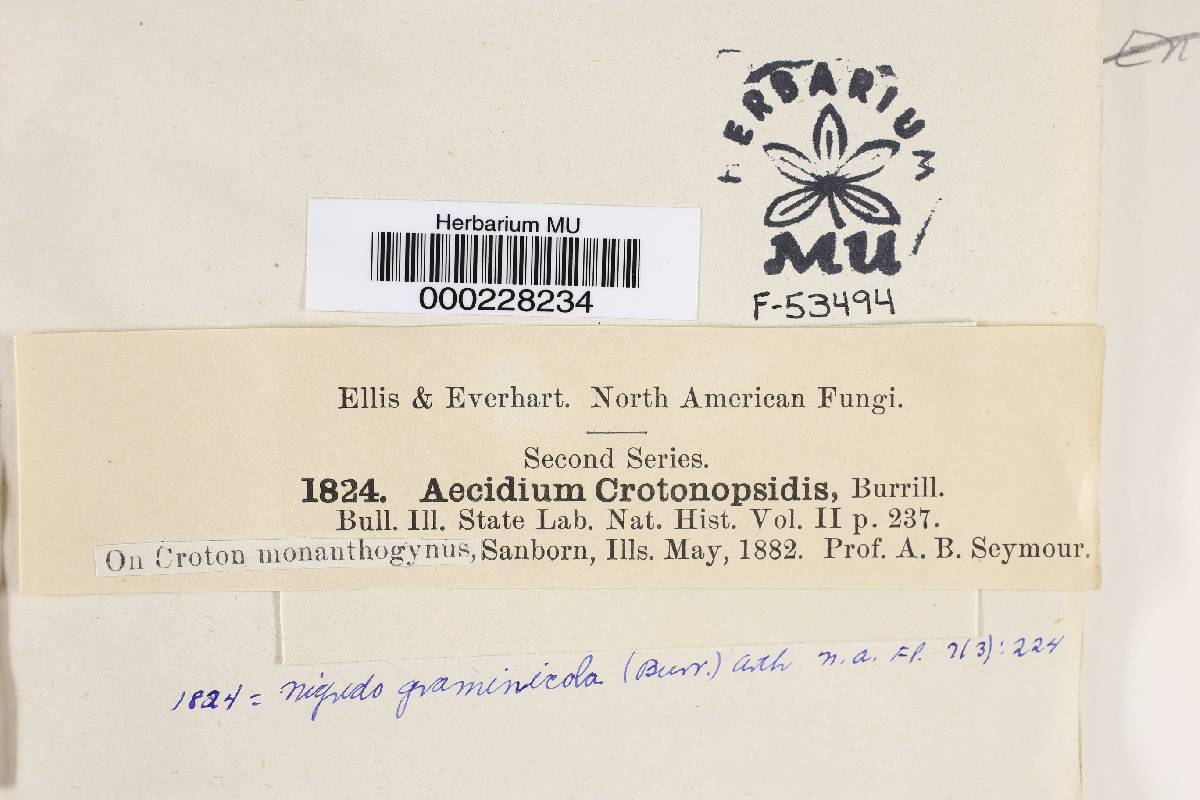 HERBARIUM
MU
F-53494
Herbarium MU
000228234
Ellis & Everhart. North American Fungi.
Second Series.
1824. Aecidium Crotonopsidis, Burrill.
Bull. Ill. State Lab. Nat. Hist. Vol. II p. 237.
On Croton monanthogynus, Sanborn, Ills. May, 1882. Prof. A. B. Seymour.
1824 = Nigredo graminicola (Burr.) Arth n.a. Fl. 7(3): 224